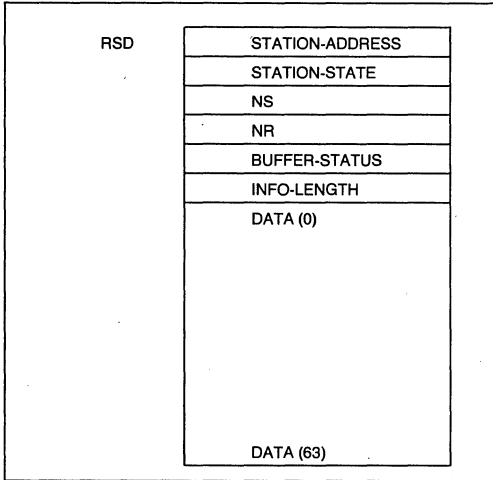 RSD STATION-ADDRESS
STATION-STATE
NS
NR
BUFFER-STATUS
INFO-LENGTH
DATA (0)
DATA (63)